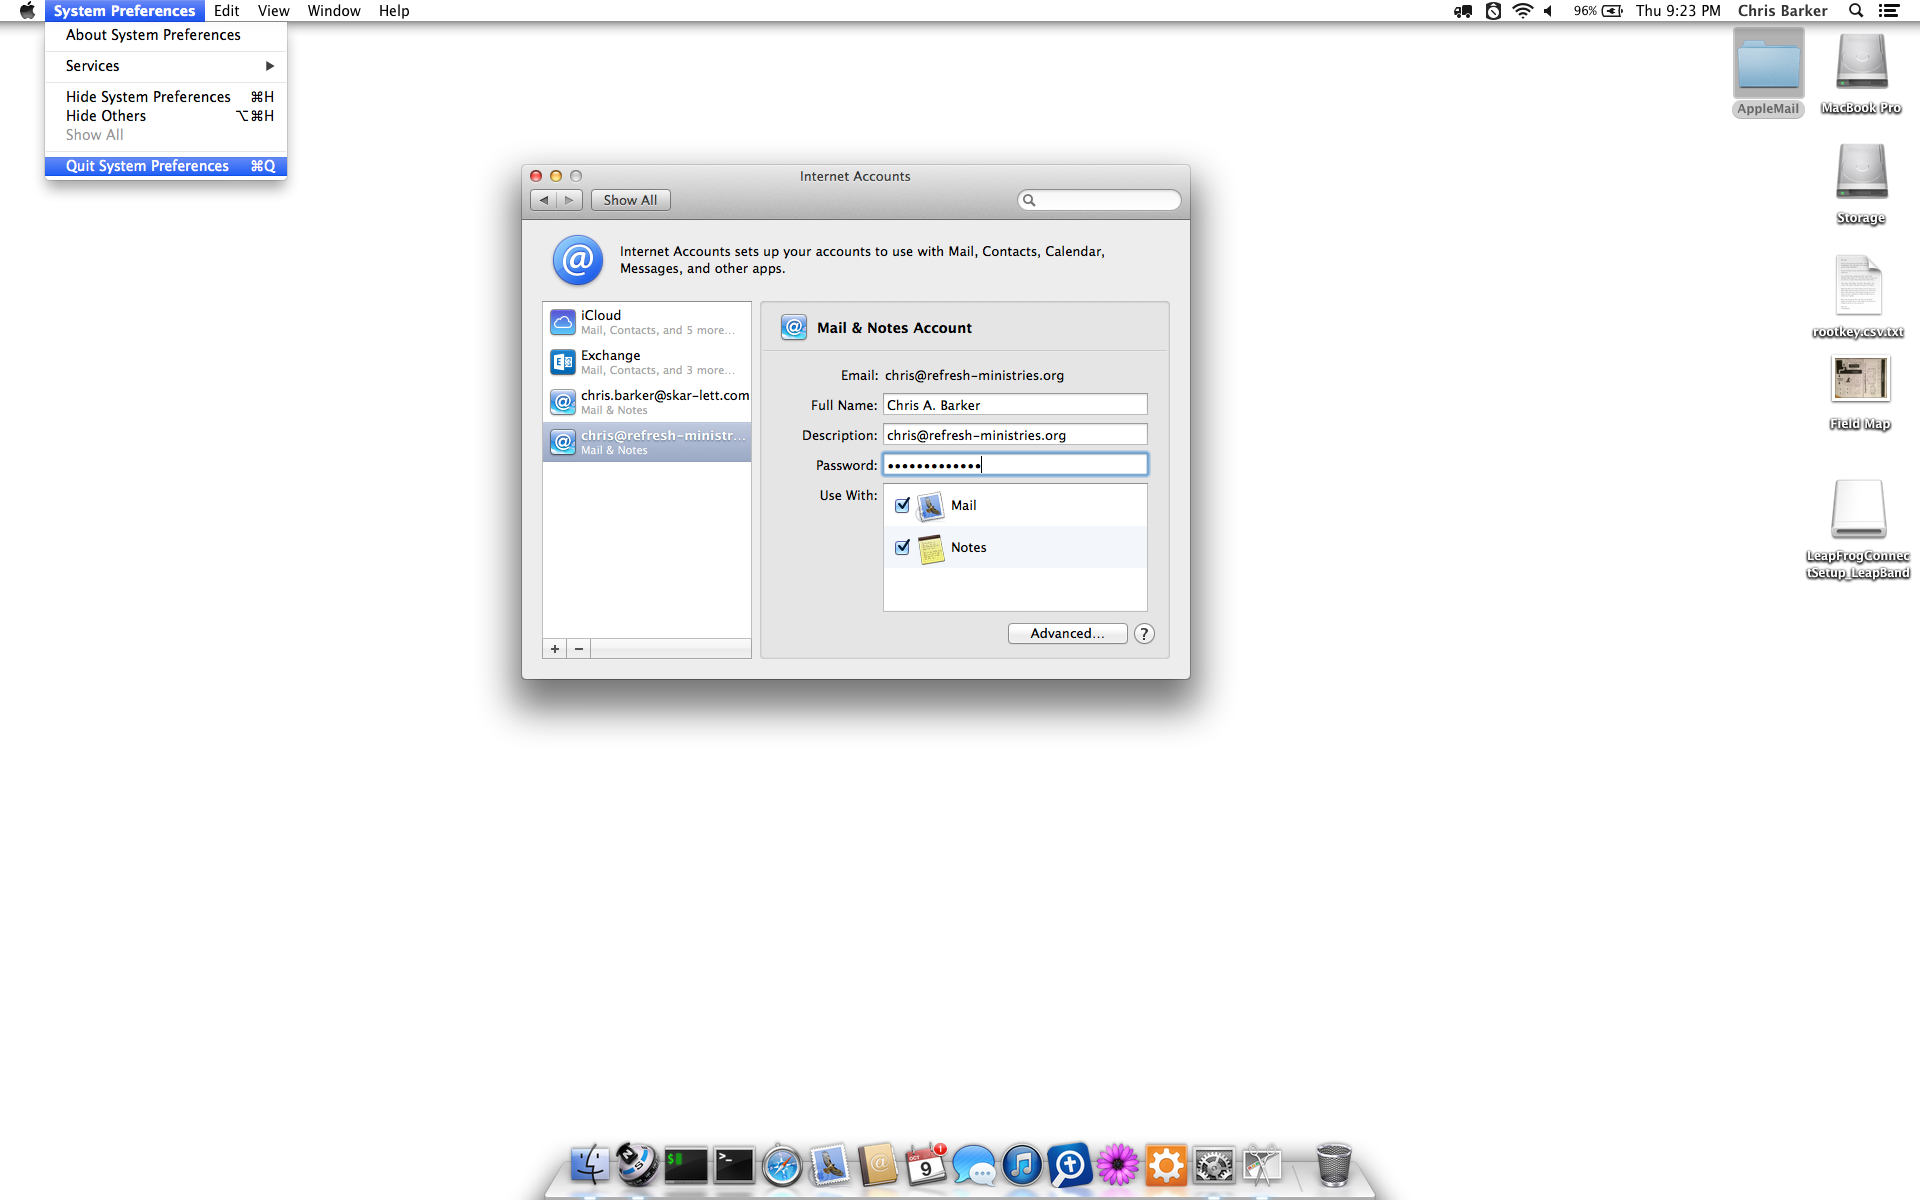 System Preferences Edit View Window Help
96% Thu 9:23 PM Chris Barker
About System Preferences
Services
Hide System Preferences ⌘H
Hide Others ⌥⌘H
Show All
Quit System Preferences ⌘Q
Internet Accounts
Show All
Internet Accounts sets up your accounts to use with Mail, Contacts, Calendar,
Messages, and other apps.
iCloud
Mail, Contacts, and 5 more...
Exchange
Mail, Contacts, and 3 more...
chris.barker@skar-lett.com
Mail & Notes
chris@refresh-ministr...
Mail & Notes
+ −
Mail & Notes Account
Email: chris@refresh-ministries.org
Full Name: Chris A. Barker
Description: chris@refresh-ministries.org
Password: •••••••••••••
Use With:
Mail
Notes
Advanced... ?
AppleMail
MacBook Pro
Storage
rootkey.csv.txt
Field Map
LeapFrogConnec
tSetup_LeapBand
OCT
9
1